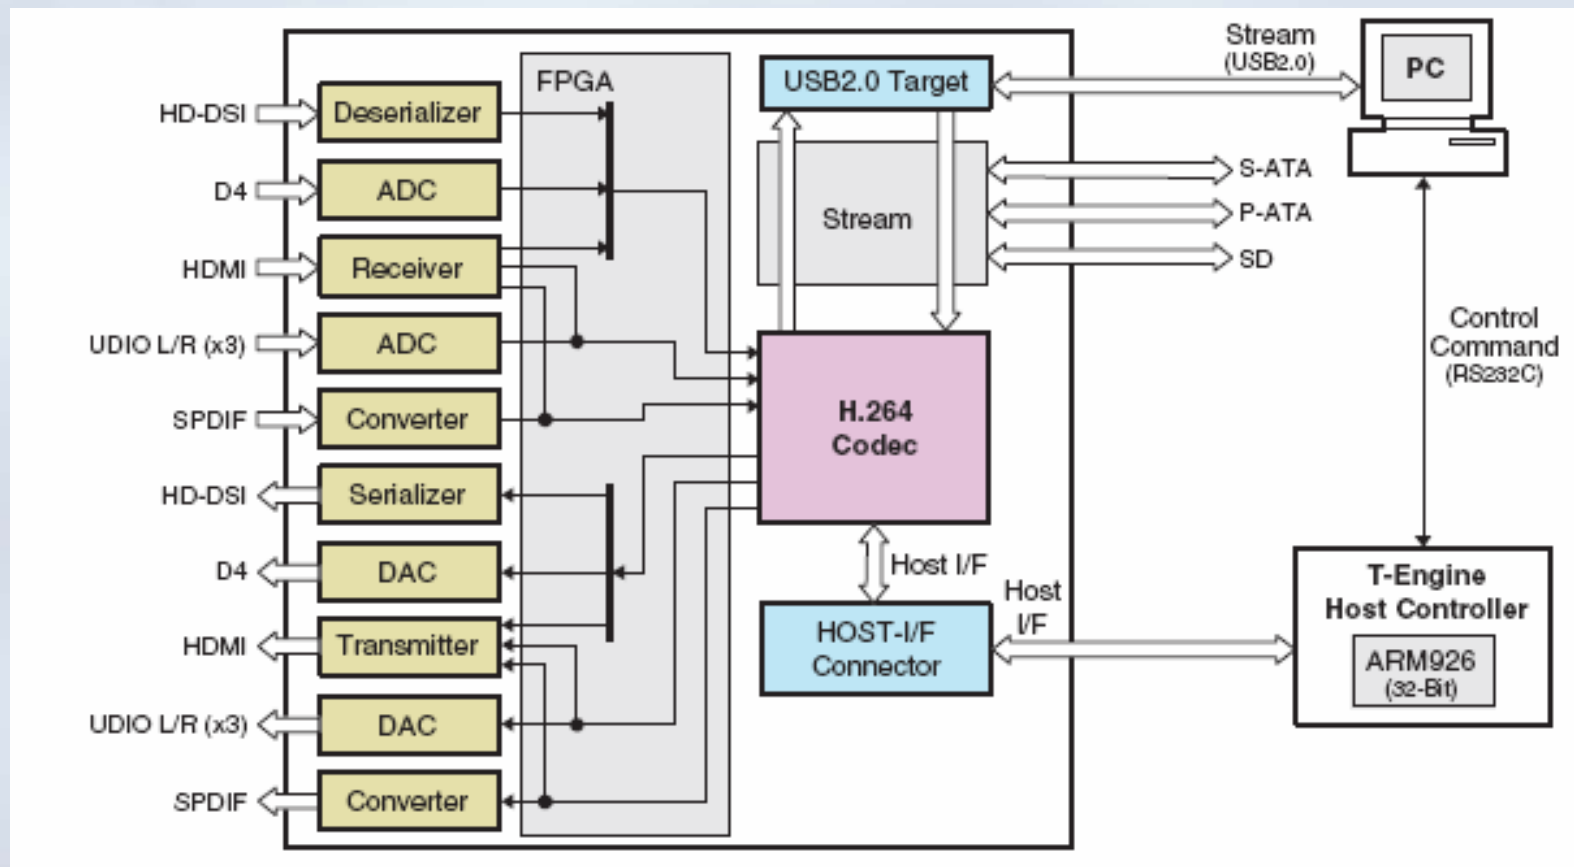 HD-DSI
Deserializer
D4
ADC
HDMI
Receiver
UDIO L/R (x3)
ADC
SPDIF
Converter
HD-DSI
Serializer
D4
DAC
HDMI
Transmitter
UDIO L/R (x3)
DAC
SPDIF
Converter
FPGA
USB2.0 Target
Stream
H.264
Codec
Host I/F
HOST-I/F
Connector
Stream
(USB2.0)
PC
S-ATA
P-ATA
SD
Control
Command
(RS232C)
Host
I/F
T-Engine
Host Controller
ARM926
(32-Bit)